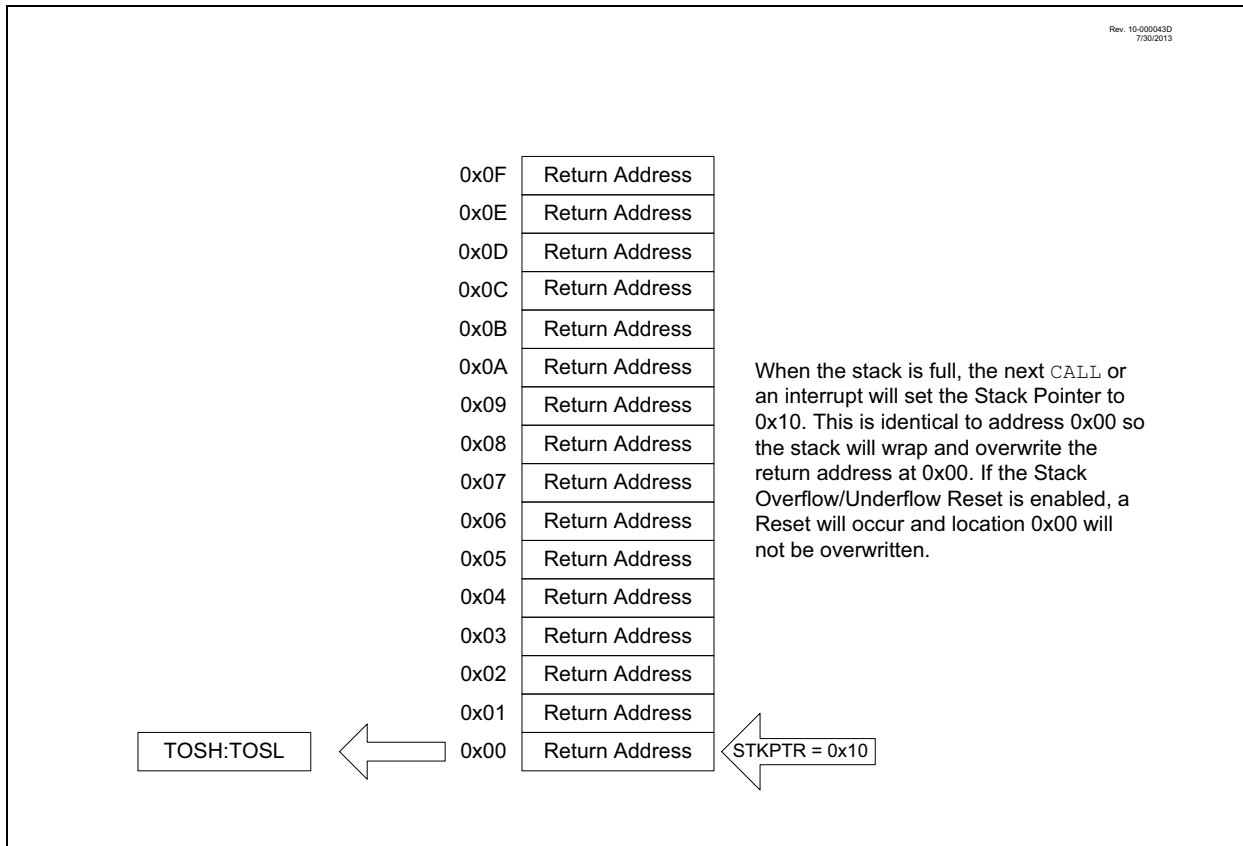 Rev. 10-000043D
7/30/2013
0x0F Return Address
0x0E Return Address
0x0D Return Address
0x0C Return Address
0x0B Return Address
0x0A Return Address
0x09 Return Address
0x08 Return Address
0x07 Return Address
0x06 Return Address
0x05 Return Address
0x04 Return Address
0x03 Return Address
0x02 Return Address
0x01 Return Address
When the stack is full, the next CALL or
an interrupt will set the Stack Pointer to
0x10. This is identical to address 0x00 so
the stack will wrap and overwrite the
return address at 0x00. If the Stack
Overflow/Underflow Reset is enabled, a
Reset will occur and location 0x00 will
not be overwritten.
TOSH:TOSL 0x00 Return Address STKPTR = 0x10